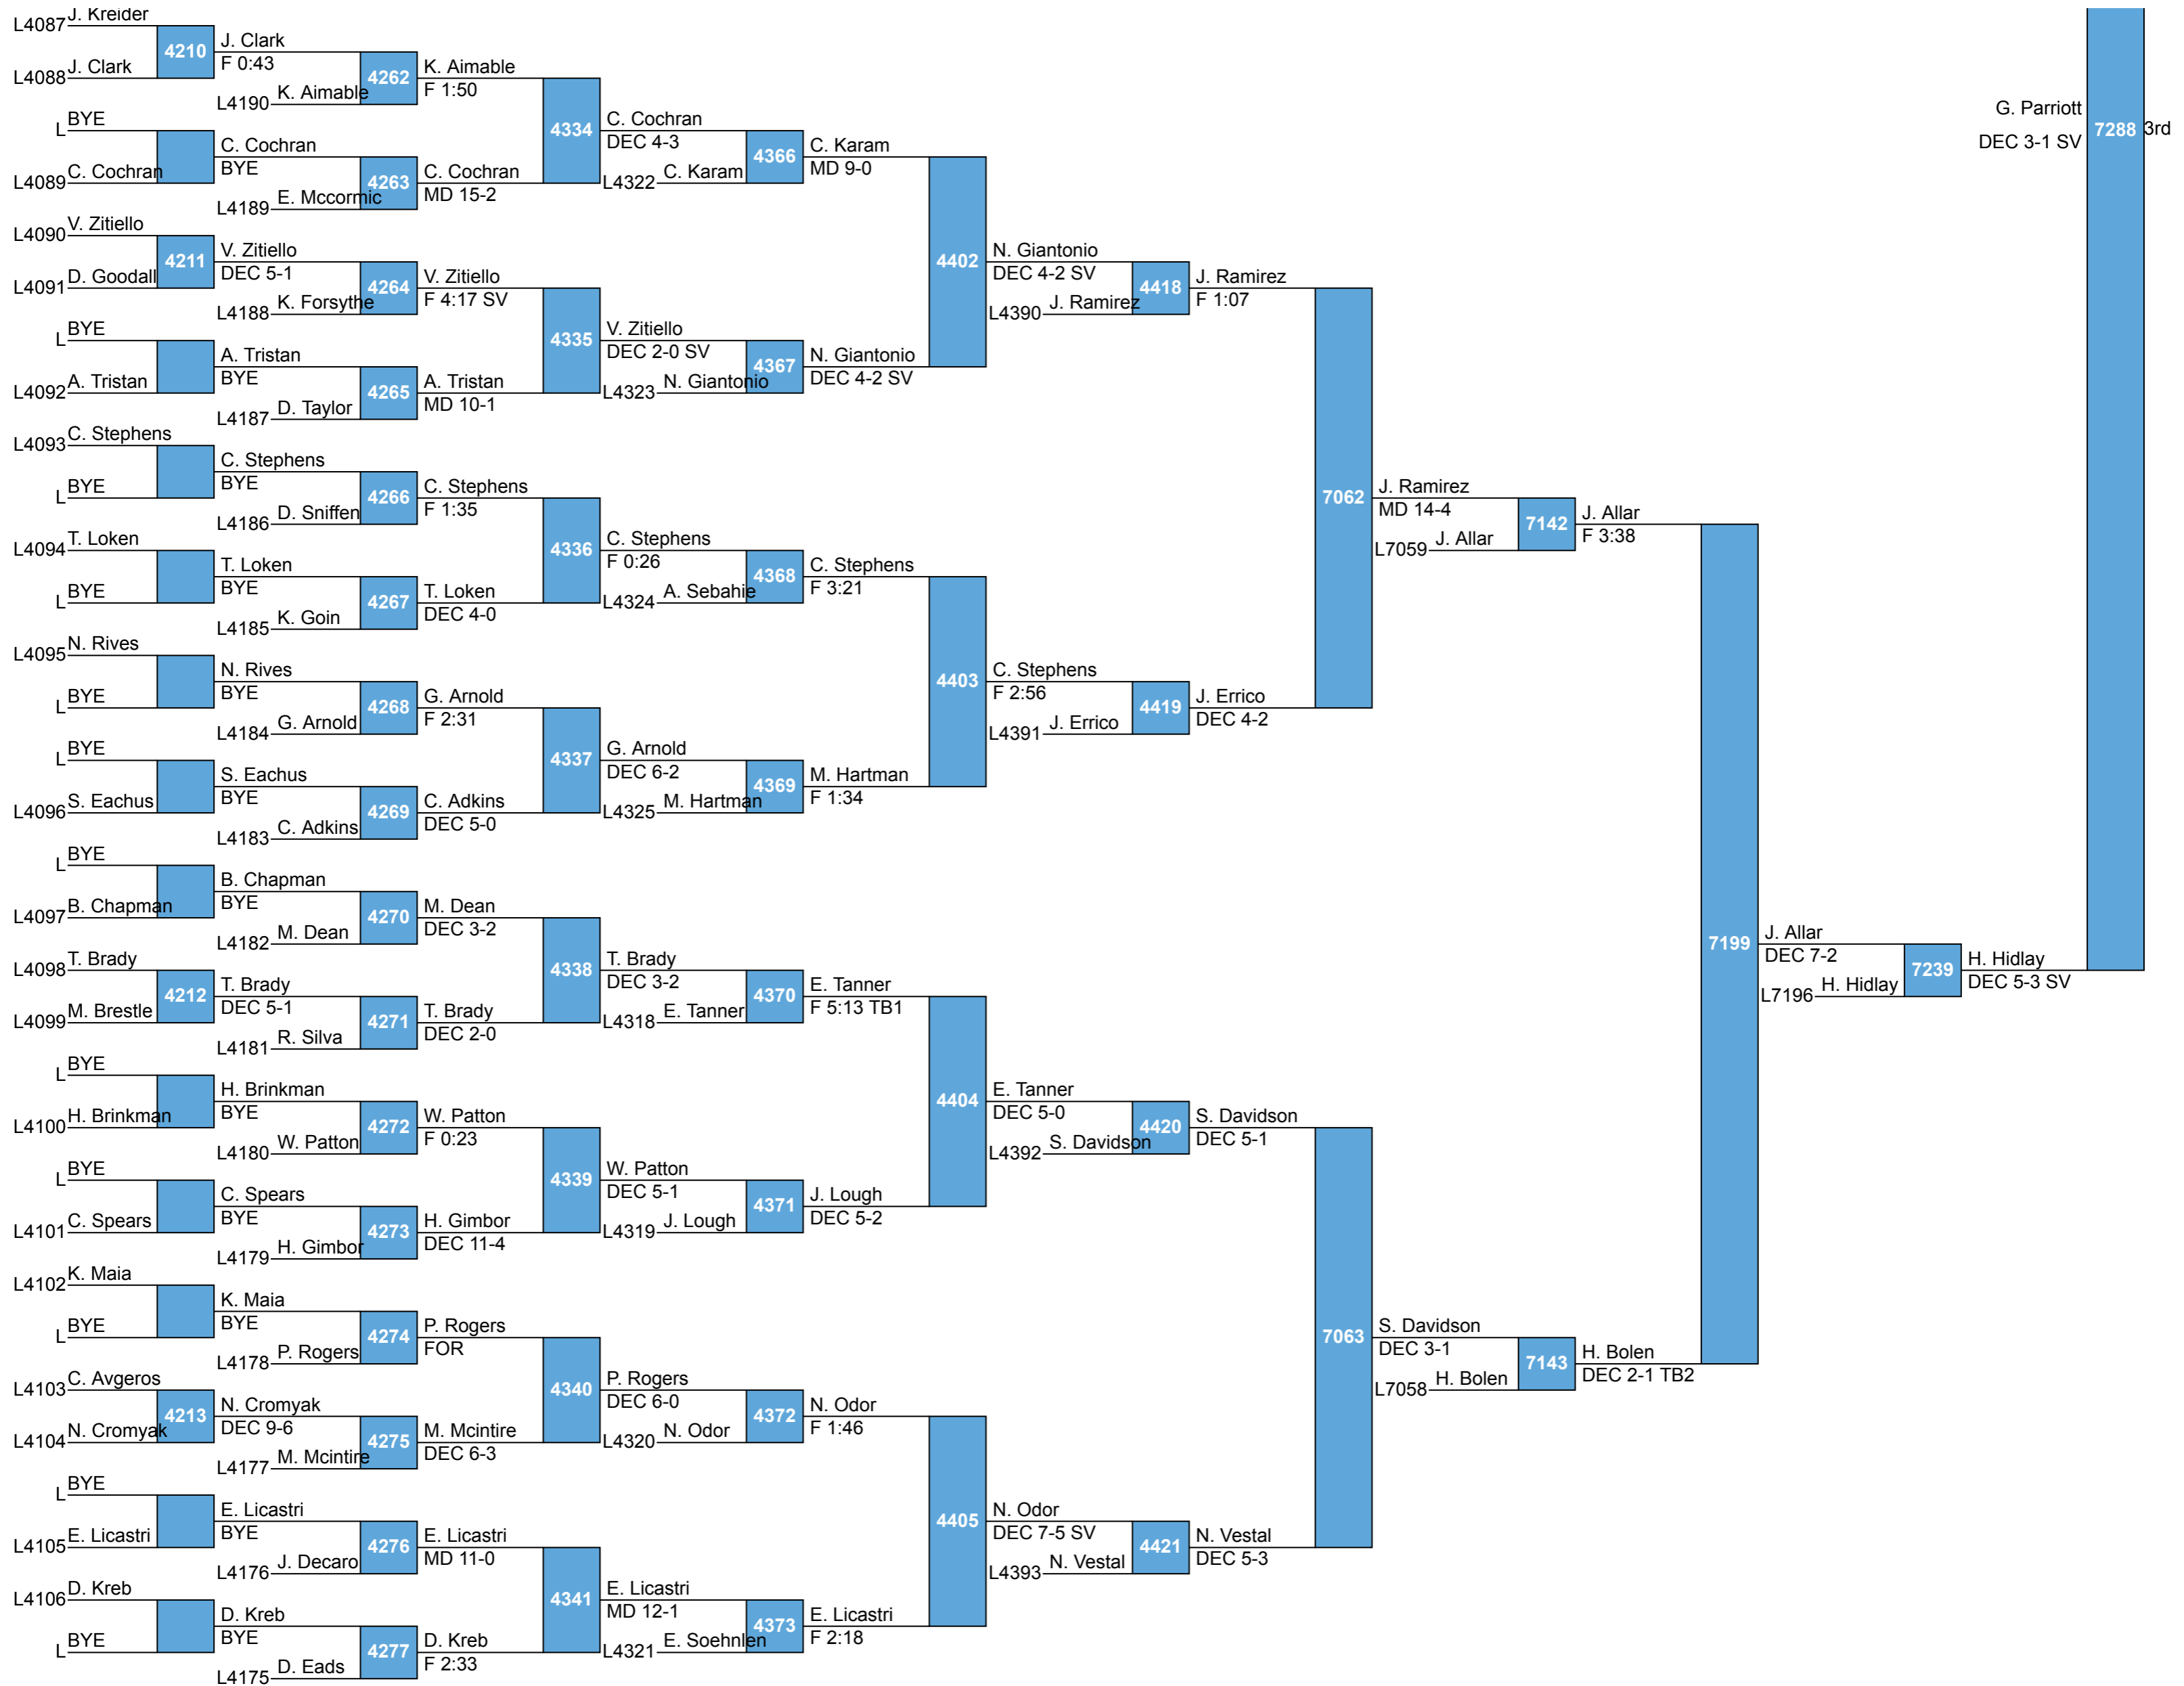 J. Kreider
L4087
4210
J. Clark
F 0:43
J. Clark
L4088
4262
K. Aimable
F 1:50
L4190 K. Aimable
BYE
L
4334
C. Cochran
DEC 4-3
C. Cochran
BYE
L4089 C. Cochran
4263
C. Cochran
MD 15-2
L4189 E. Mccormic
4366
C. Karam
MD 9-0
L4322 C. Karam
G. Parriott
DEC 3-1 SV
7288
3rd
L4090 V. Zitiello
4211
V. Zitiello
DEC 5-1
L4091 D. Goodall
4264
V. Zitiello
F 4:17 SV
L4188 K. Forsythe
4402
N. Giantonio
DEC 4-2 SV
4418
J. Ramirez
F 1:07
L4390 J. Ramirez
BYE
L
4335
V. Zitiello
DEC 2-0 SV
A. Tristan
BYE
L4092 A. Tristan
4265
A. Tristan
MD 10-1
L4187 D. Taylor
4367
N. Giantonio
DEC 4-2 SV
L4323 N. Giantonio
L4093 C. Stephens
C. Stephens
BYE
L BYE
4266
C. Stephens
F 1:35
L4186 D. Sniffen
7062
J. Ramirez
MD 14-4
7142
J. Allar
F 3:38
L7059 J. Allar
L4094 T. Loken
4336
C. Stephens
F 0:26
T. Loken
BYE
L BYE
4267
T. Loken
DEC 4-0
L4185 K. Goin
4368
C. Stephens
F 3:21
L4324 A. Sebahie
L4095 N. Rives
N. Rives
BYE
L BYE
4268
G. Arnold
F 2:31
L4184 G. Arnold
4403
C. Stephens
F 2:56
4419
J. Errico
DEC 4-2
L4391 J. Errico
L BYE
4337
G. Arnold
DEC 6-2
S. Eachus
BYE
L4096 S. Eachus
4269
C. Adkins
DEC 5-0
L4183 C. Adkins
4369
M. Hartman
F 1:34
L4325 M. Hartman
L BYE
B. Chapman
BYE
L4097 B. Chapman
4270
M. Dean
DEC 3-2
L4182 M. Dean
7199
J. Allar
DEC 7-2
7239
H. Hidlay
DEC 5-3 SV
L7196 H. Hidlay
L4098 T. Brady
4212
T. Brady
DEC 5-1
L4099 M. Brestle
4338
T. Brady
DEC 3-2
4271
T. Brady
DEC 2-0
L4181 R. Silva
4370
E. Tanner
F 5:13 TB1
L4318 E. Tanner
L BYE
H. Brinkman
BYE
L4100 H. Brinkman
4272
W. Patton
F 0:23
L4180 W. Patton
4404
E. Tanner
DEC 5-0
4420
S. Davidson
DEC 5-1
L4392 S. Davidson
L BYE
4339
W. Patton
DEC 5-1
C. Spears
BYE
L4101 C. Spears
4273
H. Gimbor
DEC 11-4
L4179 H. Gimbor
4371
J. Lough
DEC 5-2
L4319 J. Lough
L4102 K. Maia
K. Maia
BYE
L BYE
4274
P. Rogers
FOR
L4178 P. Rogers
7063
S. Davidson
DEC 3-1
7143
H. Bolen
DEC 2-1 TB2
L7058 H. Bolen
L4103 C. Avgeros
4213
N. Cromyak
DEC 9-6
L4104 N. Cromyak
4340
P. Rogers
DEC 6-0
4275
M. Mcintire
DEC 6-3
L4177 M. Mcintire
4372
N. Odor
F 1:46
L4320 N. Odor
L BYE
E. Licastri
BYE
L4105 E. Licastri
4276
E. Licastri
MD 11-0
L4176 J. Decaro
4405
N. Odor
DEC 7-5 SV
4421
N. Vestal
DEC 5-3
L4393 N. Vestal
L4106 D. Kreb
4341
E. Licastri
MD 12-1
D. Kreb
BYE
L BYE
4277
D. Kreb
F 2:33
L4175 D. Eads
4373
E. Licastri
F 2:18
L4321 E. Soehnlen